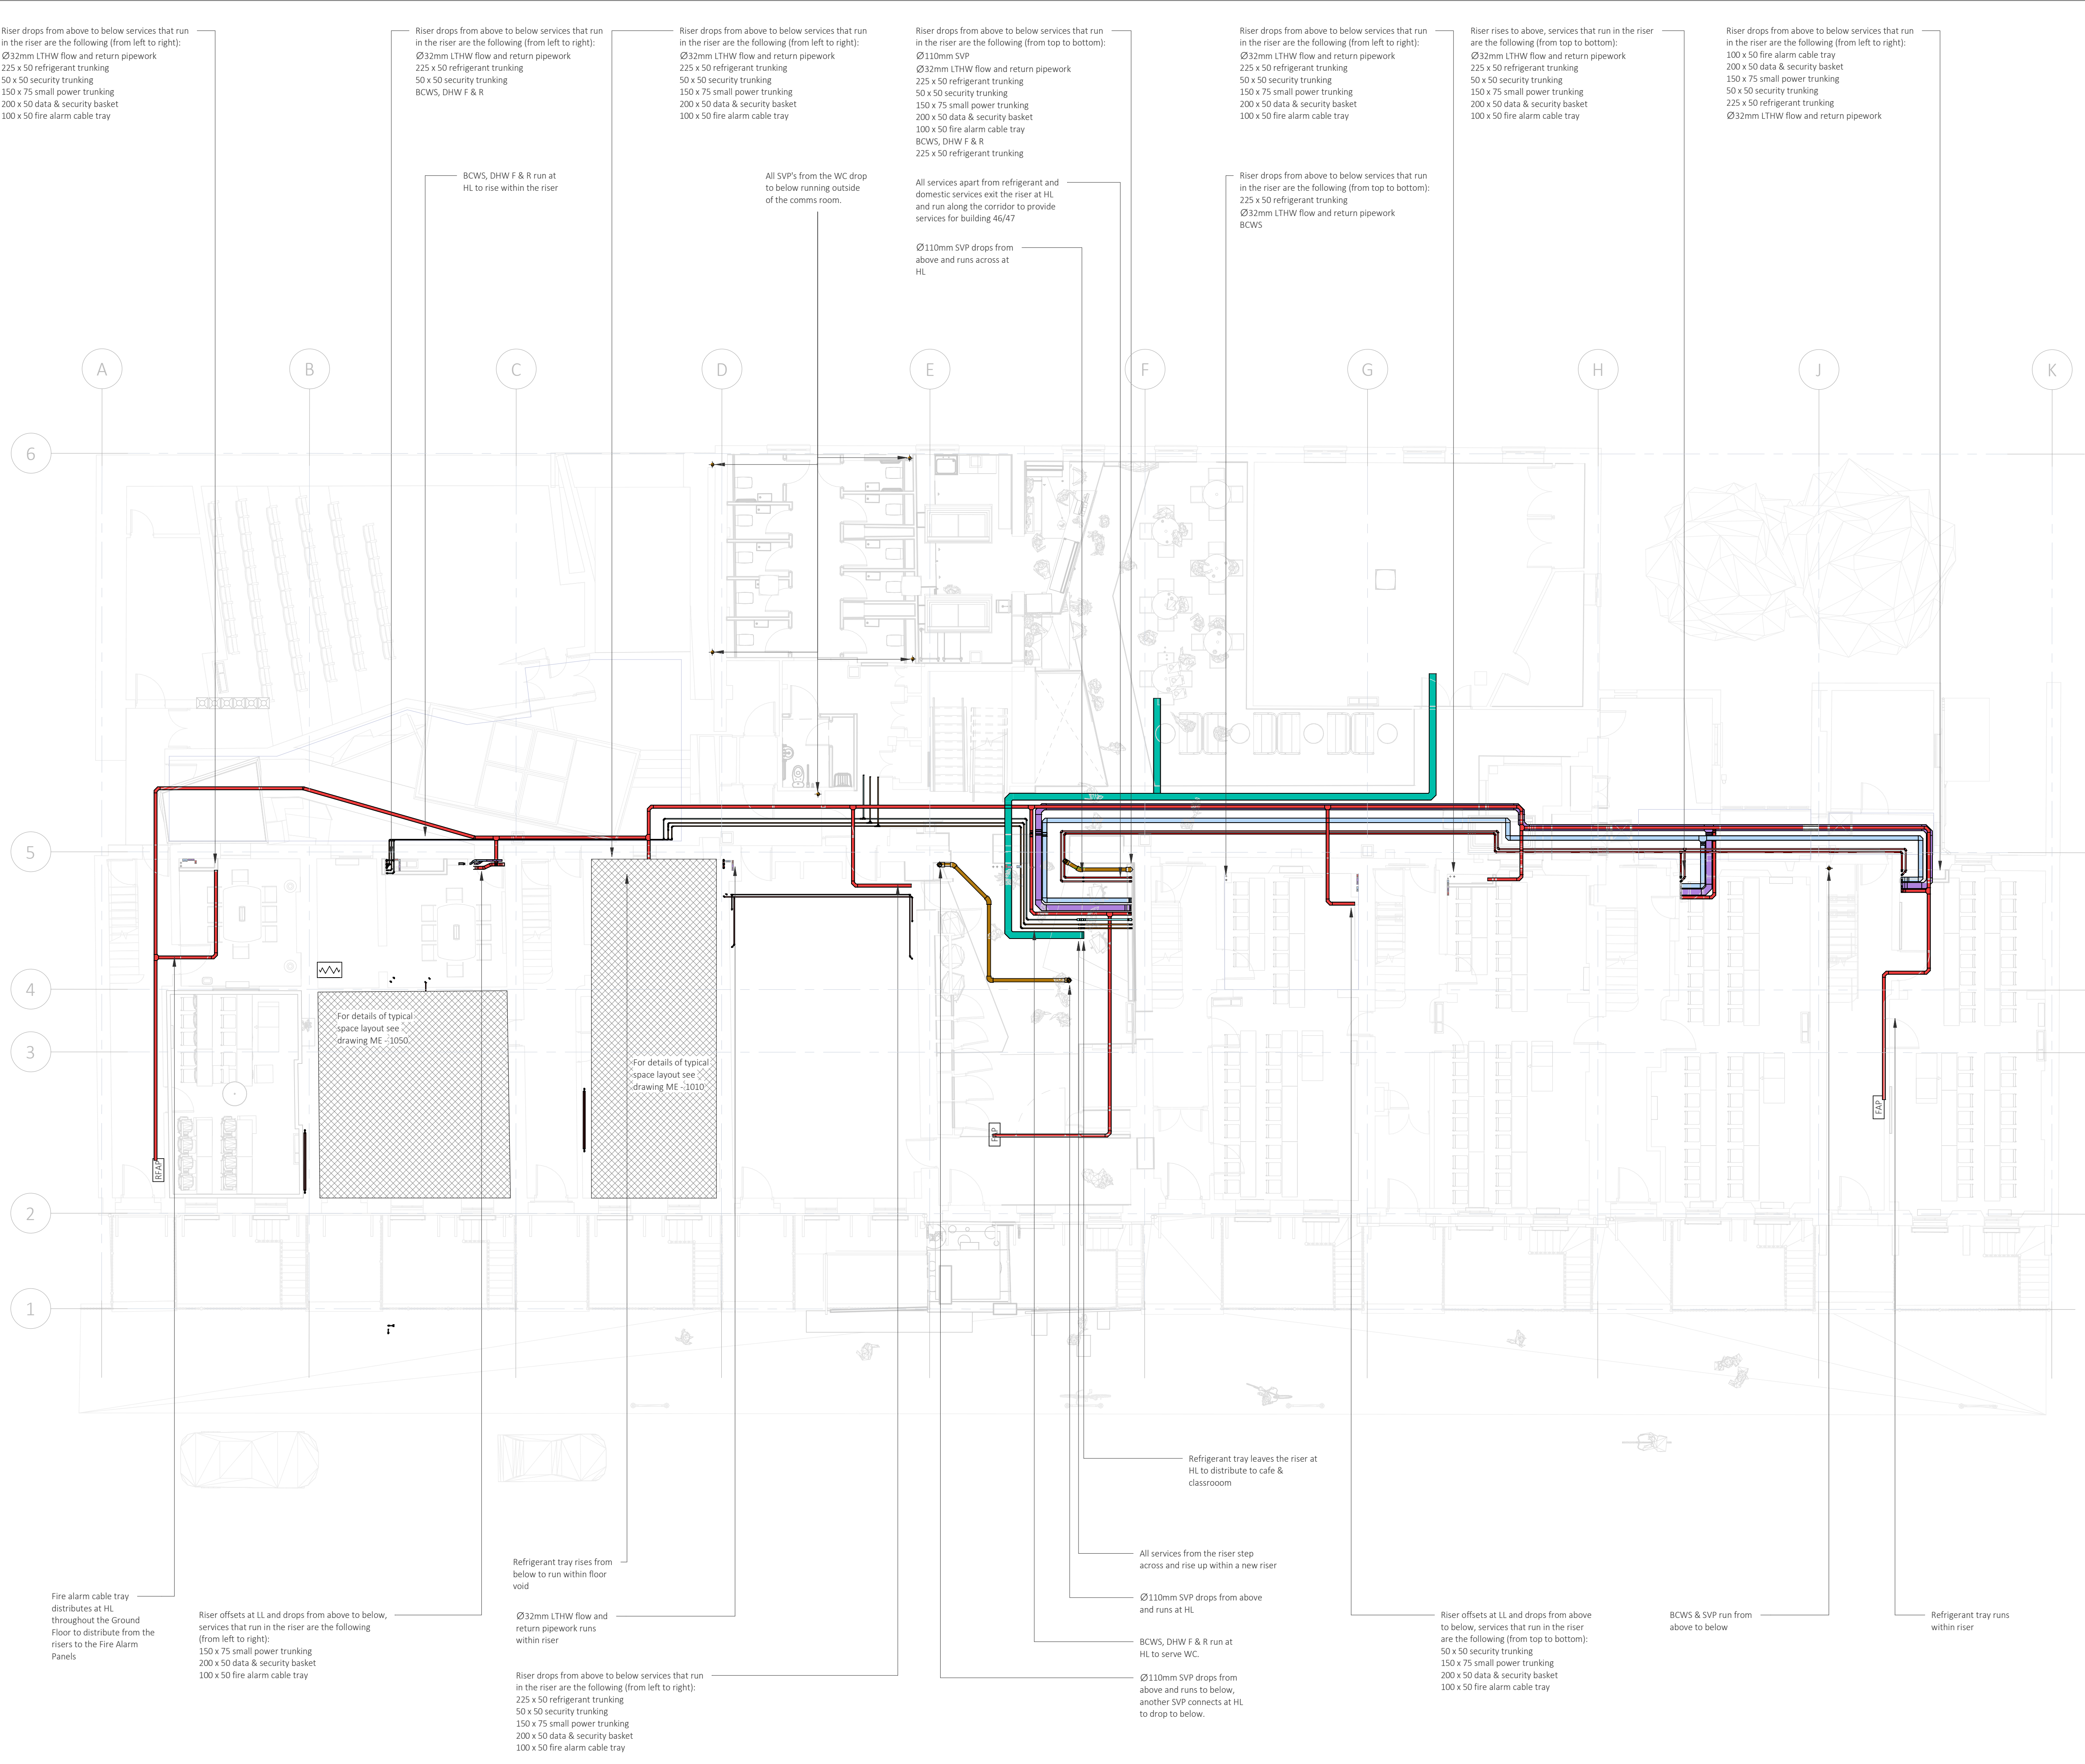 Riser drops from above to below services that run
in the riser are the following (from left to right):
Ø32mm LTHW flow and return pipework
225 x 50 refrigerant trunking
50 x 50 security trunking
150 x 75 small power trunking
200 x 50 data & security basket
100 x 50 fire alarm cable tray
Riser drops from above to below services that run
in the riser are the following (from left to right):
Ø32mm LTHW flow and return pipework
225 x 50 refrigerant trunking
50 x 50 security trunking
BCWS, DHW F & R
Riser drops from above to below services that run
in the riser are the following (from left to right):
Ø32mm LTHW flow and return pipework
225 x 50 refrigerant trunking
50 x 50 security trunking
150 x 75 small power trunking
200 x 50 data & security basket
100 x 50 fire alarm cable tray
Riser drops from above to below services that run
in the riser are the following (from top to bottom):
Ø110mm SVP
Ø32mm LTHW flow and return pipework
225 x 50 refrigerant trunking
50 x 50 security trunking
150 x 75 small power trunking
200 x 50 data & security basket
100 x 50 fire alarm cable tray
BCWS, DHW F & R
225 x 50 refrigerant trunking
Riser drops from above to below services that run
in the riser are the following (from left to right):
Ø32mm LTHW flow and return pipework
225 x 50 refrigerant trunking
50 x 50 security trunking
150 x 75 small power trunking
200 x 50 data & security basket
100 x 50 fire alarm cable tray
Riser rises to above, services that run in the riser
are the following (from top to bottom):
Ø32mm LTHW flow and return pipework
225 x 50 refrigerant trunking
50 x 50 security trunking
150 x 75 small power trunking
200 x 50 data & security basket
100 x 50 fire alarm cable tray
Riser drops from above to below services that run
in the riser are the following (from left to right):
100 x 50 fire alarm cable tray
200 x 50 data & security basket
150 x 75 small power trunking
50 x 50 security trunking
225 x 50 refrigerant trunking
Ø32mm LTHW flow and return pipework
BCWS, DHW F & R run at
HL to rise within the riser
All SVP's from the WC drop
to below running outside
of the comms room.
All services apart from refrigerant and
domestic services exit the riser at HL
and run along the corridor to provide
services for building 46/47
Ø110mm SVP drops from
above and runs across at
HL
Riser drops from above to below services that run
in the riser are the following (from top to bottom):
225 x 50 refrigerant trunking
Ø32mm LTHW flow and return pipework
BCWS
A
B
C
D
E
F
G
H
J
K
6
5
4
3
2
1
For details of typical
space layout see
drawing ME - 1050
For details of typical
space layout see
drawing ME - 1010
RFAP
FAP
FAP
Refrigerant tray leaves the riser at
HL to distribute to cafe &
classrooom
All services from the riser step
across and rise up within a new riser
Ø110mm SVP drops from above
and runs at HL
BCWS, DHW F & R run at
HL to serve WC.
Ø110mm SVP drops from
above and runs to below,
another SVP connects at HL
to drop to below.
Refrigerant tray rises from
below to run within floor
void
Ø32mm LTHW flow and
return pipework runs
within riser
Riser drops from above to below services that run
in the riser are the following (from left to right):
225 x 50 refrigerant trunking
50 x 50 security trunking
150 x 75 small power trunking
200 x 50 data & security basket
100 x 50 fire alarm cable tray
Fire alarm cable tray
distributes at HL
throughout the Ground
Floor to distribute from the
risers to the Fire Alarm
Panels
Riser offsets at LL and drops from above to below,
services that run in the riser are the following
(from left to right):
150 x 75 small power trunking
200 x 50 data & security basket
100 x 50 fire alarm cable tray
Riser offsets at LL and drops from above
to below, services that run in the riser
are the following (from top to bottom):
50 x 50 security trunking
150 x 75 small power trunking
200 x 50 data & security basket
100 x 50 fire alarm cable tray
BCWS & SVP run from
above to below
Refrigerant tray runs
within riser